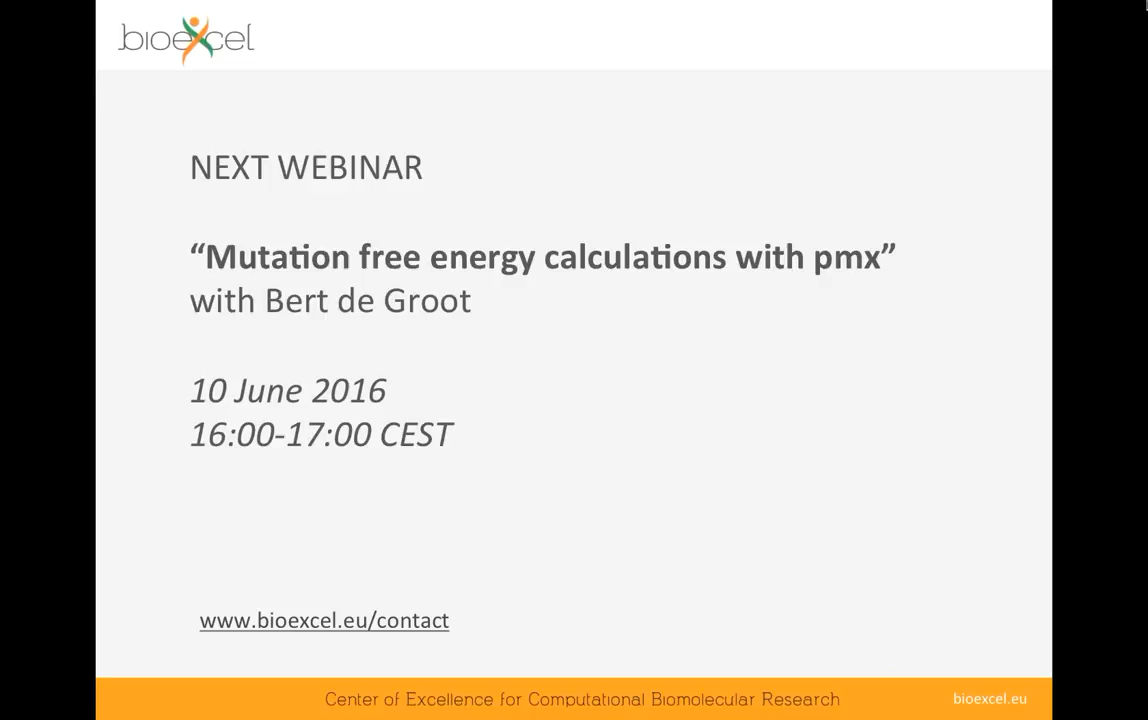 bioexcel
NEXT WEBINAR
“Mutation free energy calculations with pmx”
with Bert de Groot
10 June 2016
16:00-17:00 CEST
www.bioexcel.eu/contact
Center of Excellence for Computational Biomolecular Research
bioexcel.eu